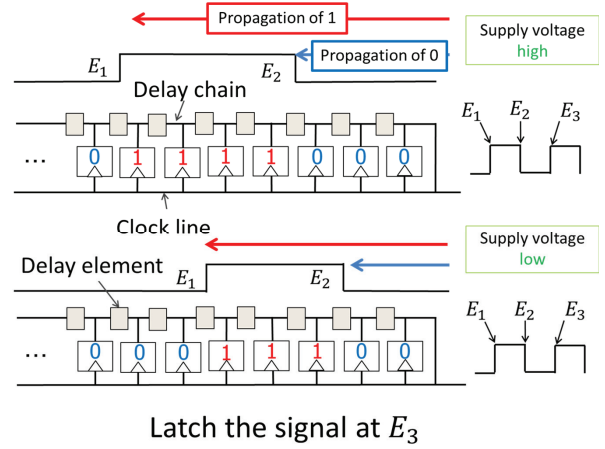 Propagation of 1
Supply voltage
high
Propagation of 0
E₁
E₂
Delay chain
E₁ E₂ E₃
... 0 1 1 1 1 0 0 0
Clock line
Supply voltage
low
Delay element
E₁
E₂
E₁ E₂ E₃
... 0 0 0 1 1 1 0 0
Latch the signal at E₃